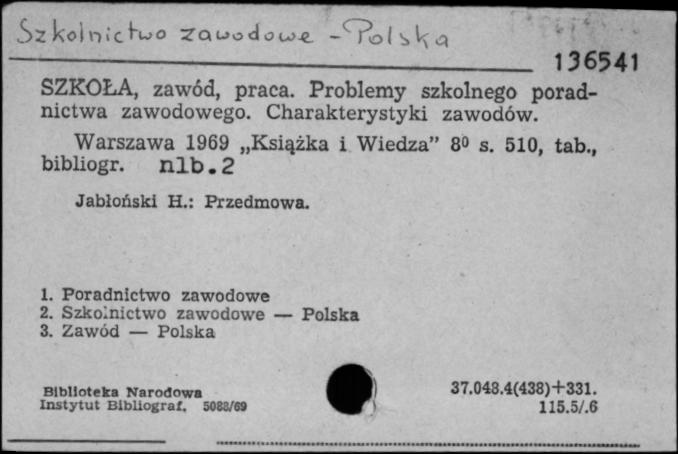 Szkolnictwo zawodowe - Polska
136541
SZKOŁA, zawód, praca. Problemy szkolnego porad-
nictwa zawodowego. Charakterystyki zawodów.
Warszawa 1969 „Książka i Wiedza” 8⁰ s. 510, tab.,
bibliogr. nlb.2
Jabłoński H.: Przedmowa.
1. Poradnictwo zawodowe
2. Szkolnictwo zawodowe — Polska
3. Zawód — Polska
Biblioteka Narodowa
Instytut Bibliograf. 5088/69
37.048.4(438)+331.
115.5/.6